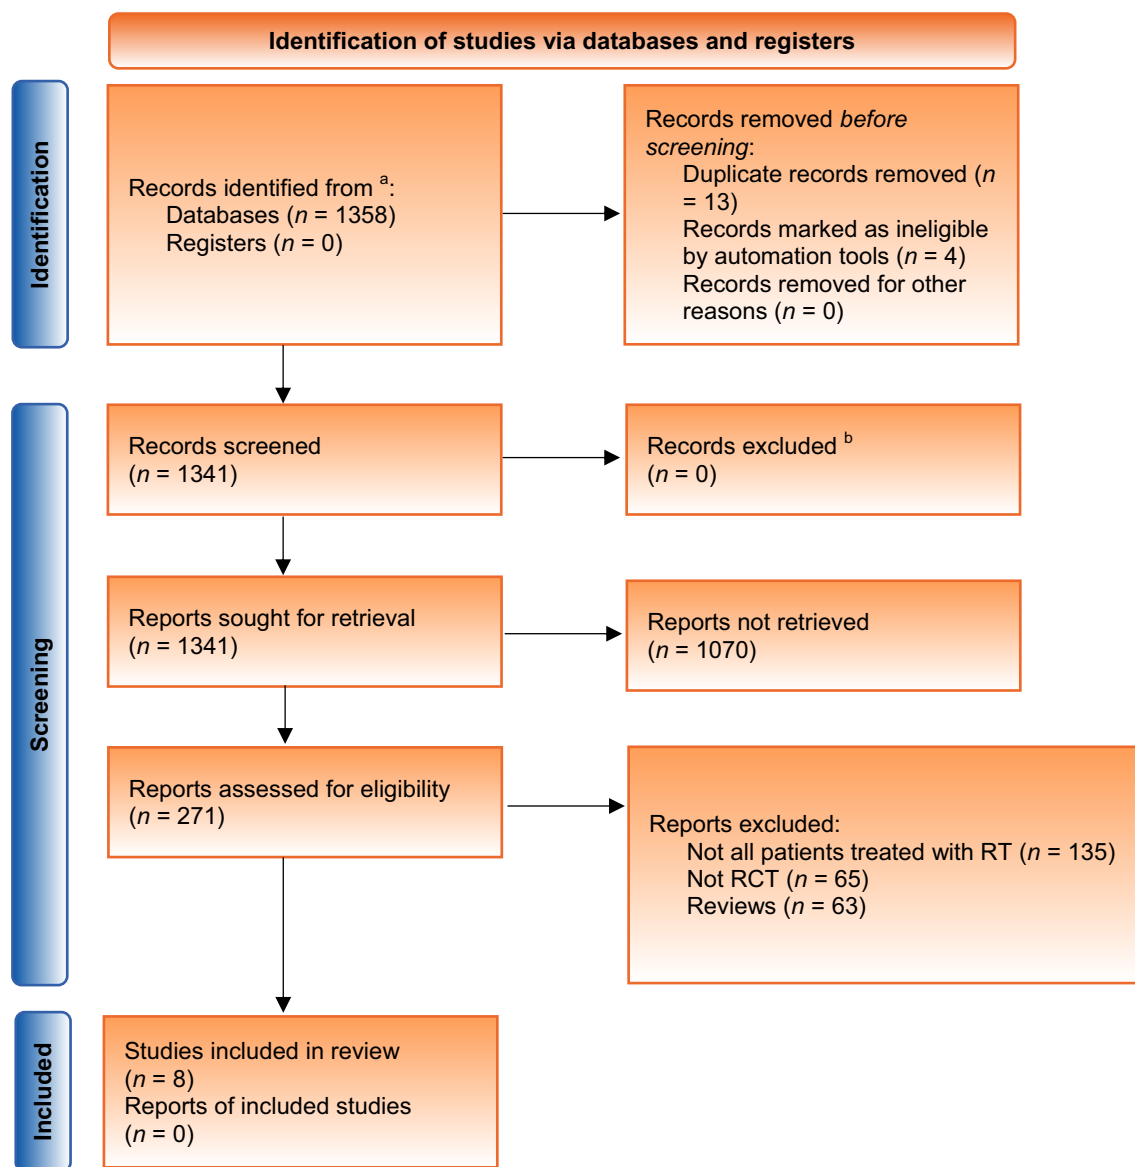 Identification of studies via databases and registers
Identification
Records identified from a:
Databases (n = 1358)
Registers (n = 0)
Records removed before
screening:
Duplicate records removed (n
= 13)
Records marked as ineligible
by automation tools (n = 4)
Records removed for other
reasons (n = 0)
Screening
Records screened
(n = 1341)
Records excluded b
(n = 0)
Reports sought for retrieval
(n = 1341)
Reports not retrieved
(n = 1070)
Reports assessed for eligibility
(n = 271)
Reports excluded:
Not all patients treated with RT (n = 135)
Not RCT (n = 65)
Reviews (n = 63)
Included
Studies included in review
(n = 8)
Reports of included studies
(n = 0)